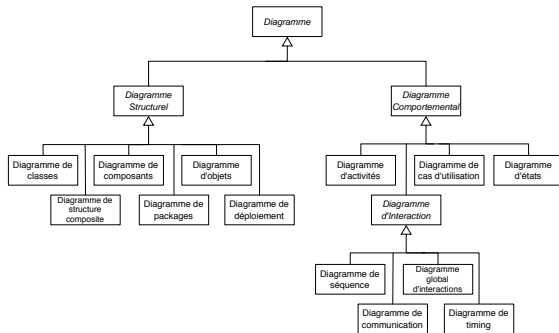 Diagramme
Diagramme
Structurel
Diagramme
Comportemental
Diagramme de
classes
Diagramme de
composants
Diagramme
d'objets
Diagramme
d'activités
Diagramme de
cas d'utilisation
Diagramme
d'états
Diagramme de
structure
composite
Diagramme de
packages
Diagramme de
déploiement
Diagramme
d'Interaction
Diagramme de
séquence
Diagramme
global
d'interactions
Diagramme de
communication
Diagramme de
timing